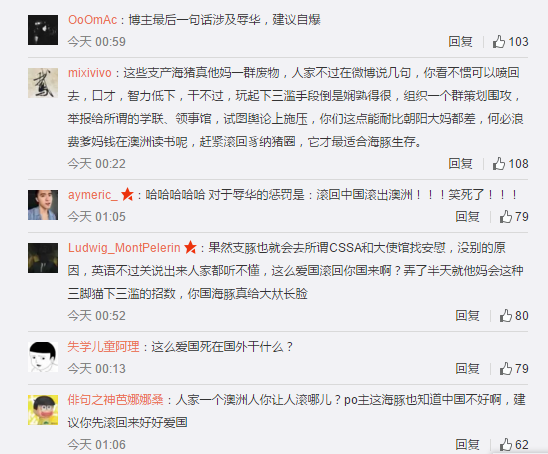 OoOmAc：博主最后一句话涉及辱华，建议自爆
今天 00:59 回复 103
mixivivo：这些支产海猪真他妈一群废物，人家不过在微博说几句，你看不惯可以喷回
去，口才，智力低下，干不过，玩起下三滥手段倒是娴熟得很，组织一个群策划围攻，
举报给所谓的学联、领事馆，试图舆论上施压，你们这点能耐比朝阳大妈都差，何必浪
费爹妈钱在澳洲读书呢，赶紧滚回豸纳猪圈，它才最适合海豚生存。
今天 00:22 回复 108
aymeric_：哈哈哈哈哈 对于辱华的惩罚是：滚回中国滚出澳洲！！！笑死了！！！
今天 01:05 回复 79
Ludwig_MontPelerin：果然支豚也就会去所谓CSSA和大使馆找安慰，没别的原
因，英语不过关说出来人家都听不懂，这么爱国滚回你国来啊？弄了半天就他妈会这种
三脚猫下三滥的招数，你国海豚真给大㹜长脸
今天 00:52 回复 80
失学儿童阿理：这么爱国死在国外干什么？
今天 00:13 回复 79
俳句之神芭娜娜桑：人家一个澳洲人你让人滚哪儿？po主这海豚也知道中国不好啊，建
议你先滚回来好好爱国
今天 01:06 回复 62